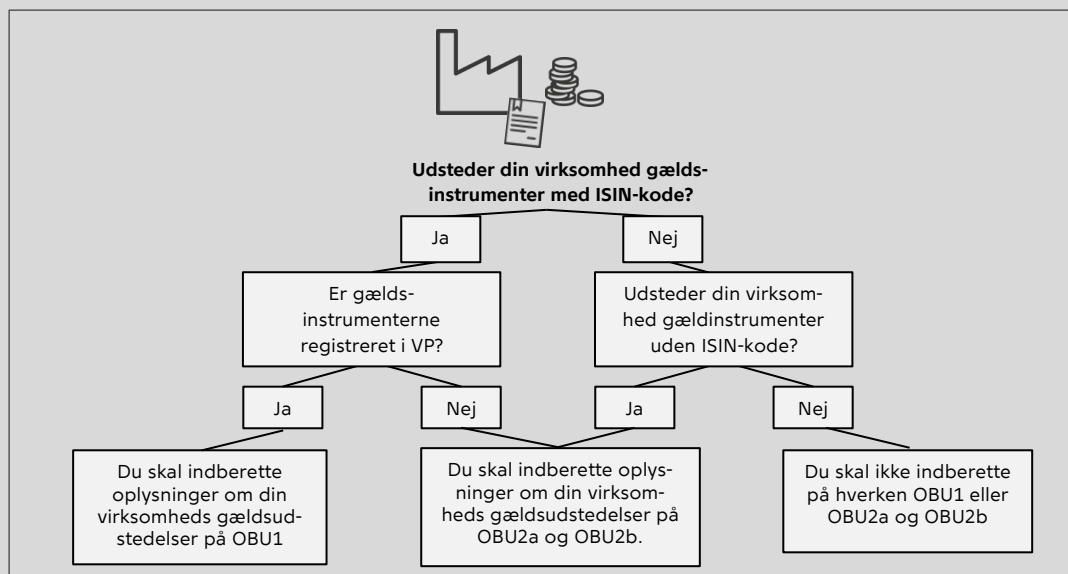 Udsteder din virksomhed gælds-
instrumenter med ISIN-kode?
Ja
Nej
Er gælds-
instrumenterne
registreret i VP?
Udsteder din virksom-
hed gældinstrumenter
uden ISIN-kode?
Ja
Nej
Ja
Nej
Du skal indberette
oplysninger om din
virksomheds gældsud-
stedelser på OBU1
Du skal indberette oplys-
ninger om din virksom-
heds gældsudstedelser på
OBU2a og OBU2b.
Du skal ikke indberette
på hverken OBU1 eller
OBU2a og OBU2b